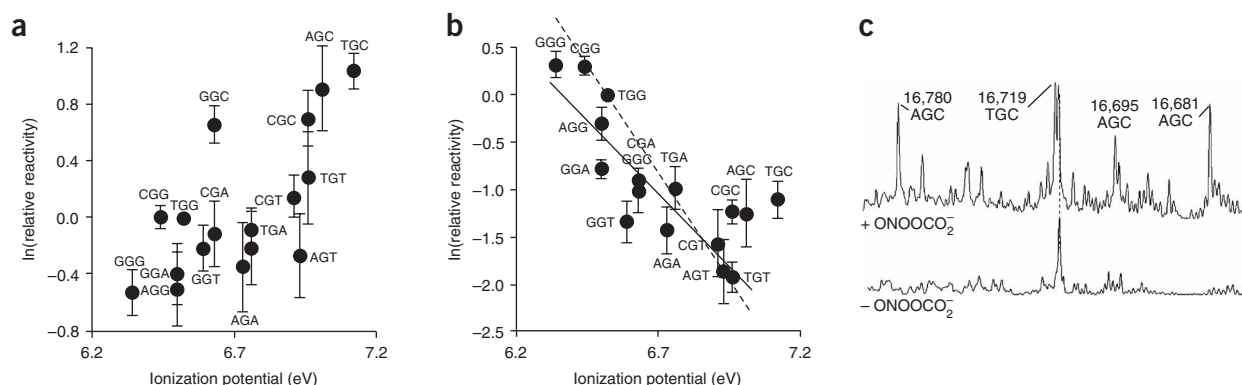 a
ln(relative reactivity)
1.2
0.8
0.4
0.0
–0.4
–0.8
6.2
6.7
7.2
Ionization potential (eV)
AGC
TGC
GGC
CGC
TGT
CGG
TGG
CGA
CGT
TGA
GGG
GGA
AGG
GGT
AGT
AGA
b
ln(relative reactivity)
0.5
0.0
–0.5
–1.0
–1.5
–2.0
–2.5
6.2
6.7
7.2
Ionization potential (eV)
GGG
CGG
TGG
AGG
CGA
GGA
GGC
TGA
AGC
TGC
CGC
GGT
CGT
AGA
AGT
TGT
c
16,780
AGC
16,719
TGC
16,695
AGC
16,681
AGC
+ ONOOCO2–
– ONOOCO2–